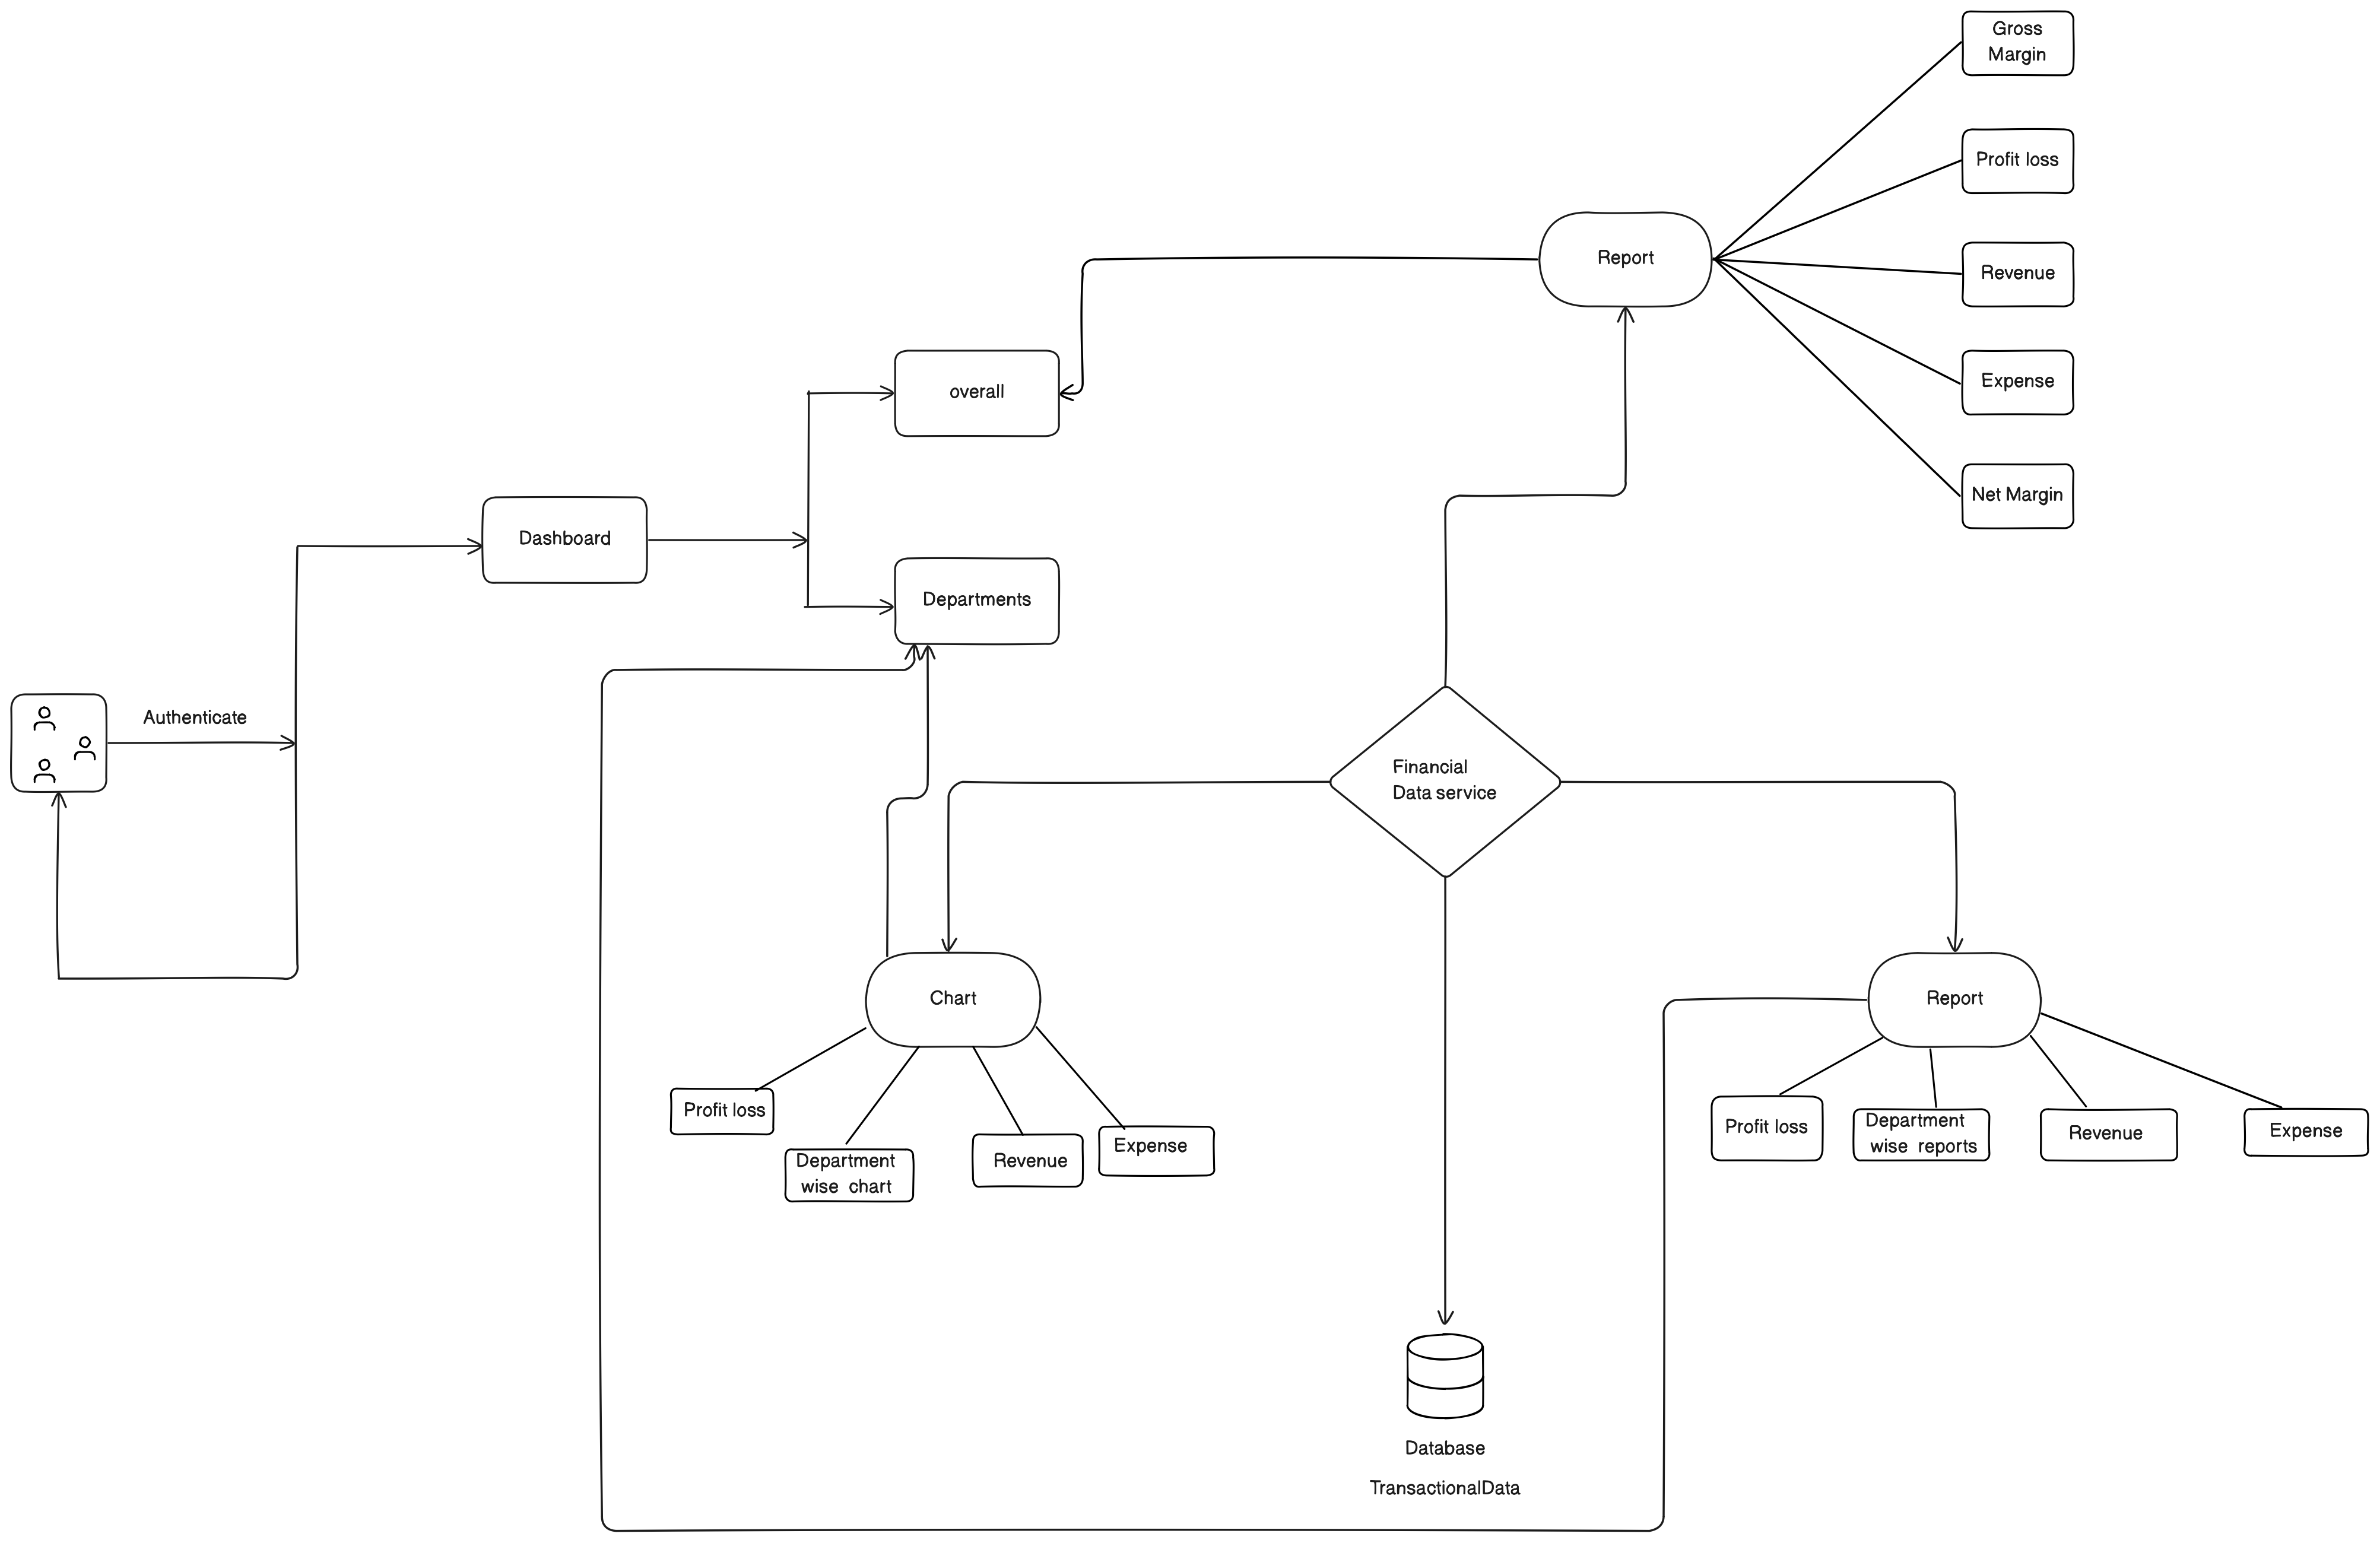 Gross
Margin
Profit loss
Report
Revenue
Expense
overall
Net Margin
Dashboard
Departments
Authenticate
Financial
Data service
Chart
Report
Profit loss
Department
wise chart
Revenue
Expense
Profit loss
Department
wise reports
Revenue
Expense
Database
TransactionalData